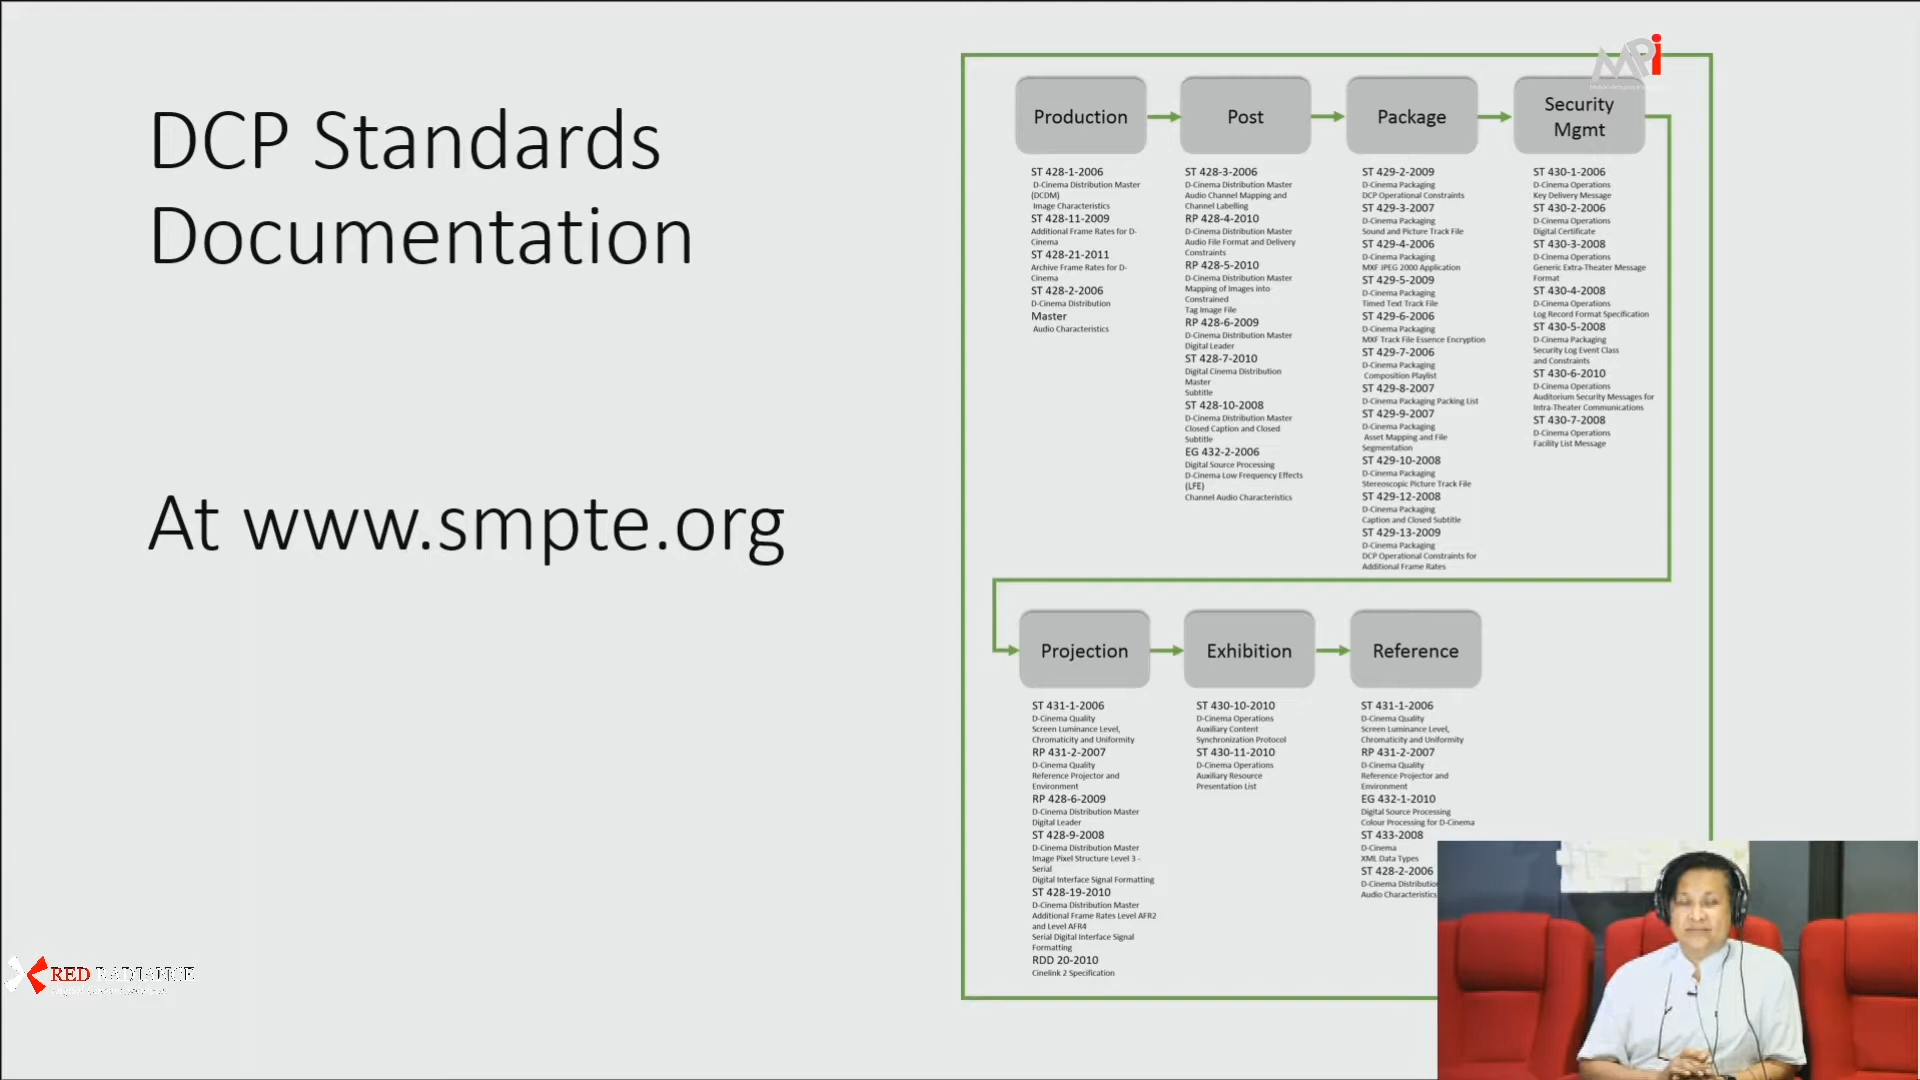 DCP Standards
Documentation
At www.smpte.org
MPi
Production
Post
Package
Security
Mgmt
ST 428-1-2006
D-Cinema Distribution Master
(DCDM)
Image Characteristics
ST 428-11-2009
Additional Frame Rates for D-
Cinema
ST 428-21-2011
Archive Frame Rates for D-
Cinema
ST 428-2-2006
D-Cinema Distribution
Master
Audio Characteristics
ST 428-3-2006
D-Cinema Distribution Master
Audio Channel Mapping and
Channel Labelling
RP 428-4-2010
D-Cinema Distribution Master
Audio File Format and Delivery
Constraints
RP 428-5-2010
D-Cinema Distribution Master
Mapping of Images into
Constrained
Tag Image File
RP 428-6-2009
D-Cinema Distribution Master
Digital Leader
ST 428-7-2010
Digital Cinema Distribution
Master
Subtitle
ST 428-10-2008
D-Cinema Distribution Master
Closed Caption and Closed
Subtitle
EG 432-2-2006
Digital Source Processing
D-Cinema Low Frequency Effects
(LFE)
Channel Audio Characteristics
ST 429-2-2009
D-Cinema Packaging
DCP Operational Constraints
ST 429-3-2007
D-Cinema Packaging
Sound and Picture Track File
ST 429-4-2006
D-Cinema Packaging
MXF JPEG 2000 Application
ST 429-5-2009
D-Cinema Packaging
Timed Text Track File
ST 429-6-2006
D-Cinema Packaging
MXF Track File Essence Encryption
ST 429-7-2006
D-Cinema Packaging
Composition Playlist
ST 429-8-2007
D-Cinema Packaging Packing List
ST 429-9-2007
D-Cinema Packaging
Asset Mapping and File
Segmentation
ST 429-10-2008
D-Cinema Packaging
Stereoscopic Picture Track File
ST 429-12-2008
D-Cinema Packaging
Caption and Closed Subtitle
ST 429-13-2009
D-Cinema Packaging
DCP Operational Constraints for
Additional Frame Rates
ST 430-1-2006
D-Cinema Operations
Key Delivery Message
ST 430-2-2006
D-Cinema Operations
Digital Certificate
ST 430-3-2008
D-Cinema Operations
Generic Extra-Theater Message
Format
ST 430-4-2008
D-Cinema Operations
Log Record Format Specification
ST 430-5-2008
D-Cinema Packaging
Security Log Event Class
and Constraints
ST 430-6-2010
D-Cinema Operations
Auditorium Security Messages for
Intra-Theater Communications
ST 430-7-2008
D-Cinema Operations
Facility List Message
Projection
Exhibition
Reference
ST 431-1-2006
D-Cinema Quality
Screen Luminance Level,
Chromaticity and Uniformity
RP 431-2-2007
D-Cinema Quality
Reference Projector and
Environment
RP 428-6-2009
D-Cinema Distribution Master
Digital Leader
ST 428-9-2008
D-Cinema Distribution Master
Image Pixel Structure Level 3 -
Serial
Digital Interface Signal Formatting
ST 428-19-2010
D-Cinema Distribution Master
Additional Frame Rates Level AFR2
and Level AFR4
Serial Digital Interface Signal
Formatting
RDD 20-2010
Cinelink 2 Specification
ST 430-10-2010
D-Cinema Operations
Auxiliary Content
Synchronization Protocol
ST 430-11-2010
D-Cinema Operations
Auxiliary Resource
Presentation List
ST 431-1-2006
D-Cinema Quality
Screen Luminance Level,
Chromaticity and Uniformity
RP 431-2-2007
D-Cinema Quality
Reference Projector and
Environment
EG 432-1-2010
Digital Source Processing
Colour Processing for D-Cinema
ST 433-2008
D-Cinema
XML Data Types
ST 428-2-2006
D-Cinema Distributio
Audio Characteristics
RED RADIANCE